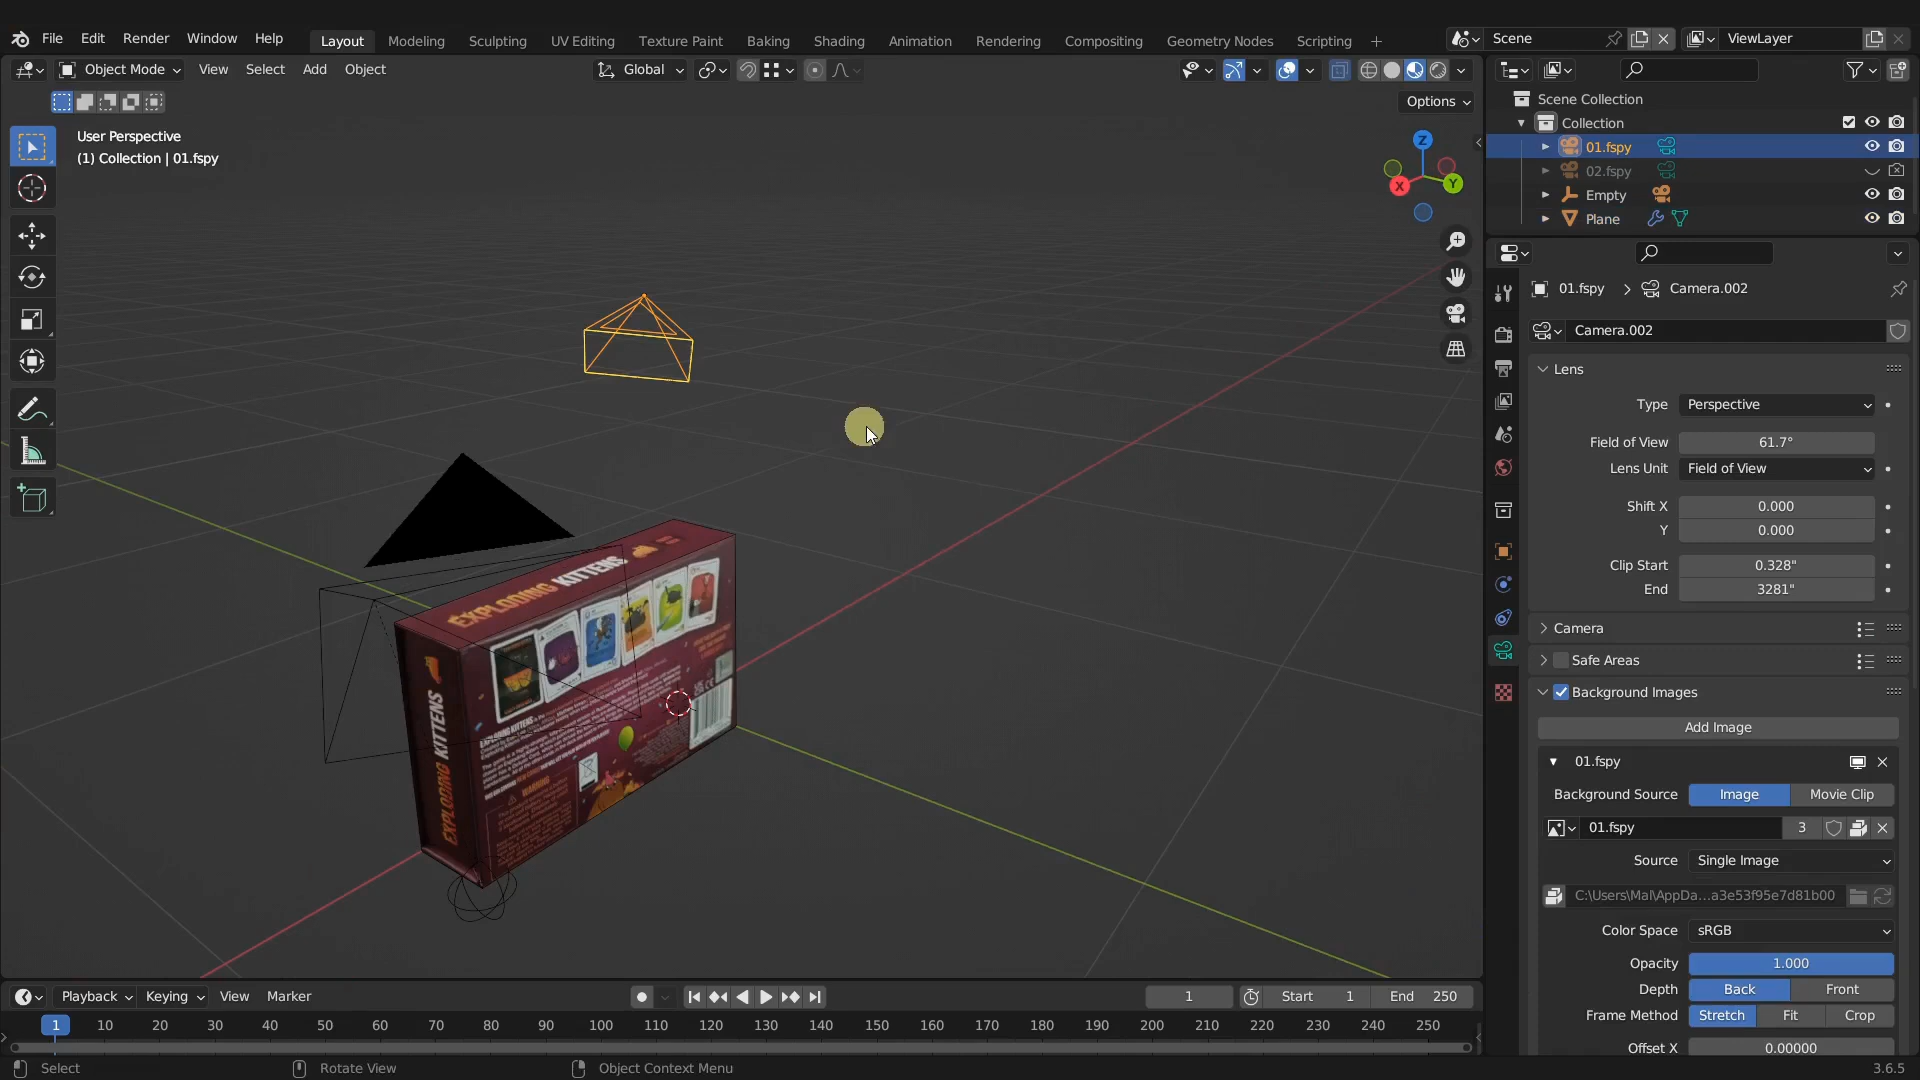 File Edit Render Window Help Layout Modeling Sculpting UV Editing Texture Paint Baking Shading Animation Rendering Compositing Geometry Nodes Scripting + Scene ViewLayer
Object Mode View Select Add Object Global
Options
User Perspective
(1) Collection | 01.fspy
Z
X
Y
EXPLODING KITTENS
EXPLODING KITTENS
EXPLODING KITTENS
WARNING
Scene Collection
Collection
01.fspy
02.fspy
Empty
Plane
01.fspy > Camera.002
Camera.002
Lens
Type Perspective
Field of View 61.7°
Lens Unit Field of View
Shift X 0.000
Y 0.000
Clip Start 0.328"
End 3281"
Camera
Safe Areas
Background Images
Add Image
01.fspy
Background Source Image Movie Clip
01.fspy 3
Source Single Image
C:\Users\Mal\AppDa...a3e53f95e7d81b00
Color Space sRGB
Opacity 1.000
Depth Back Front
Frame Method Stretch Fit Crop
Offset X 0.00000
Playback Keying View Marker 1 Start 1 End 250
1 10 20 30 40 50 60 70 80 90 100 110 120 130 140 150 160 170 180 190 200 210 220 230 240 250
Select Rotate View Object Context Menu 3.6.5